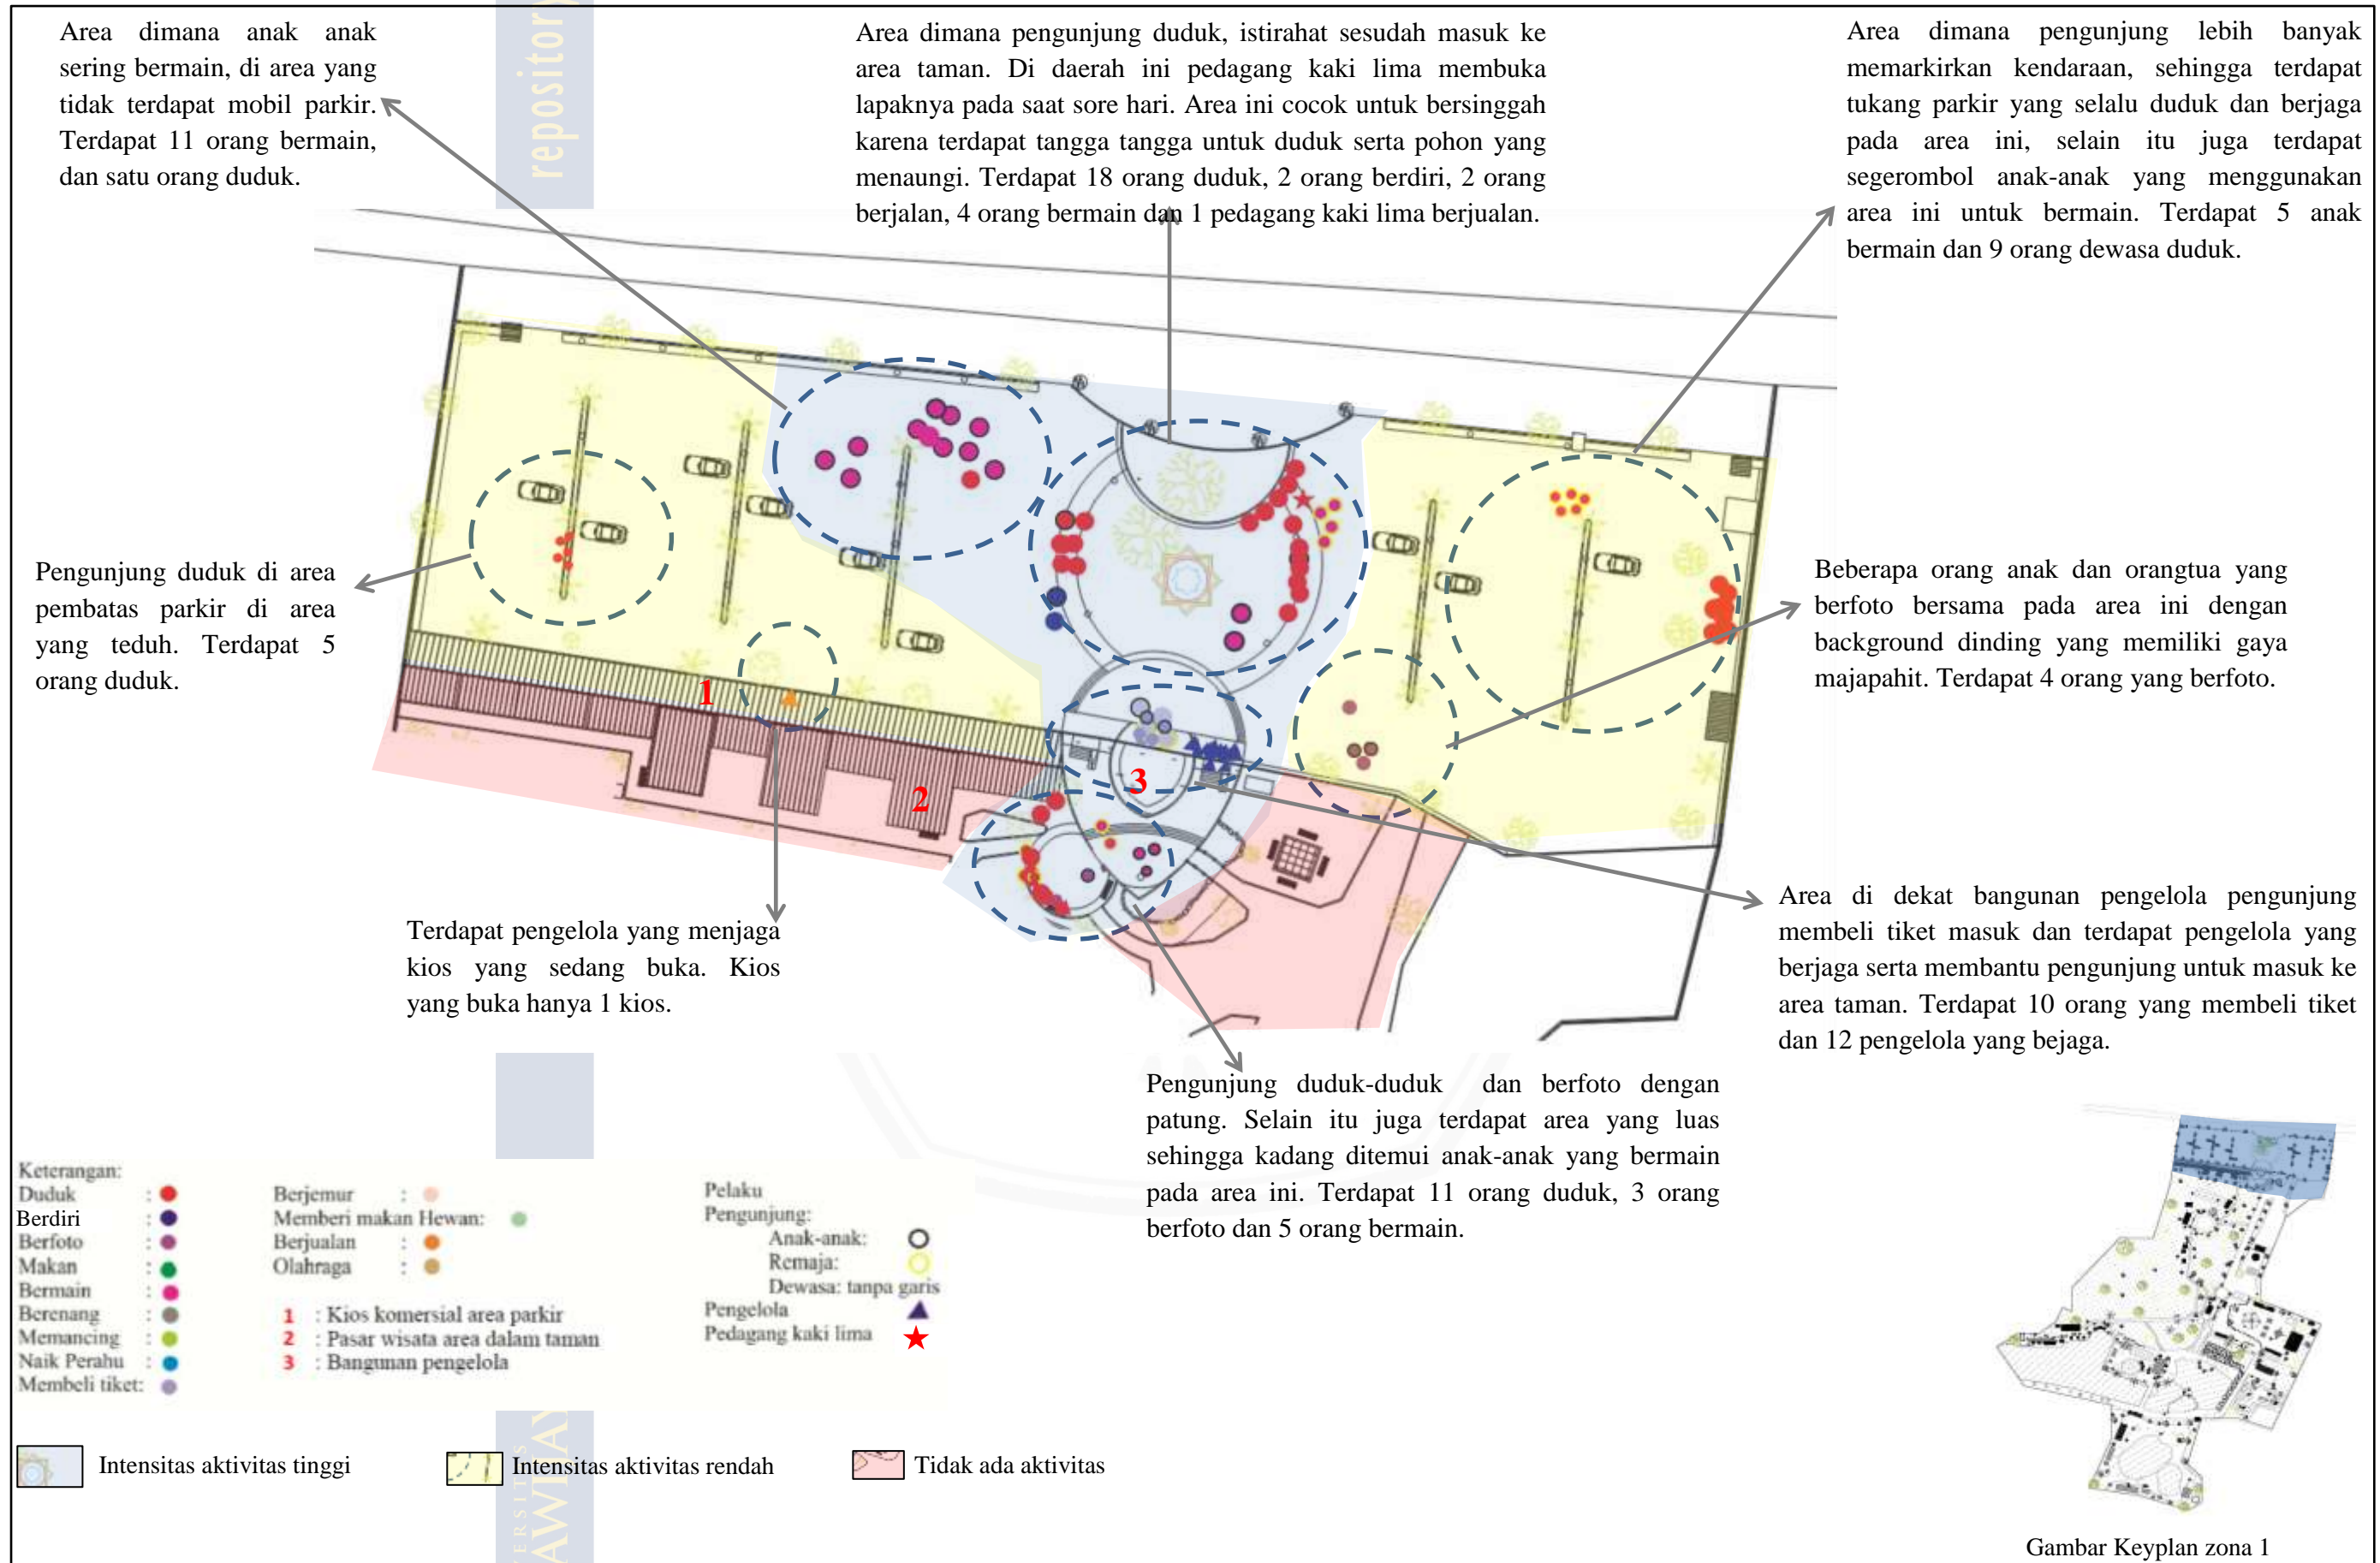 repository
Area dimana anak anak
sering bermain, di area yang
tidak terdapat mobil parkir.
Terdapat 11 orang bermain,
dan satu orang duduk.
Area dimana pengunjung duduk, istirahat sesudah masuk ke
area taman. Di daerah ini pedagang kaki lima membuka
lapaknya pada saat sore hari. Area ini cocok untuk bersinggah
karena terdapat tangga tangga untuk duduk serta pohon yang
menaungi. Terdapat 18 orang duduk, 2 orang berdiri, 2 orang
berjalan, 4 orang bermain dan 1 pedagang kaki lima berjualan.
Area dimana pengunjung lebih banyak
memarkirkan kendaraan, sehingga terdapat
tukang parkir yang selalu duduk dan berjaga
pada area ini, selain itu juga terdapat
segerombol anak-anak yang menggunakan
area ini untuk bermain. Terdapat 5 anak
bermain dan 9 orang dewasa duduk.
Pengunjung duduk di area
pembatas parkir di area
yang teduh. Terdapat 5
orang duduk.
Beberapa orang anak dan orangtua yang
berfoto bersama pada area ini dengan
background dinding yang memiliki gaya
majapahit. Terdapat 4 orang yang berfoto.
1
2
3
Terdapat pengelola yang menjaga
kios yang sedang buka. Kios
yang buka hanya 1 kios.
Area di dekat bangunan pengelola pengunjung
membeli tiket masuk dan terdapat pengelola yang
berjaga serta membantu pengunjung untuk masuk ke
area taman. Terdapat 10 orang yang membeli tiket
dan 12 pengelola yang bejaga.
Pengunjung duduk-duduk dan berfoto dengan
patung. Selain itu juga terdapat area yang luas
sehingga kadang ditemui anak-anak yang bermain
pada area ini. Terdapat 11 orang duduk, 3 orang
berfoto dan 5 orang bermain.
Keterangan:
Duduk :
Berdiri :
Berfoto :
Makan :
Bermain :
Berenang :
Memancing :
Naik Perahu :
Membeli tiket:
Berjemur :
Memberi makan Hewan:
Berjualan :
Olahraga :
1 : Kios komersial area parkir
2 : Pasar wisata area dalam taman
3 : Bangunan pengelola
Pelaku
Pengunjung:
Anak-anak:
Remaja:
Dewasa: tanpa garis
Pengelola
Pedagang kaki lima
Intensitas aktivitas tinggi
Intensitas aktivitas rendah
Tidak ada aktivitas
Gambar Keyplan zona 1